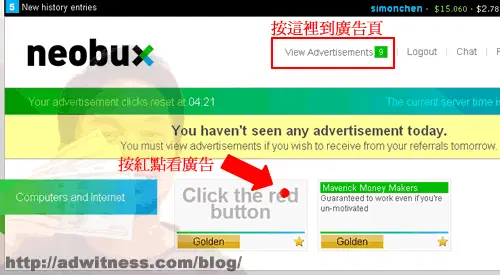 5 New history entries
simonchen · $15.060 · $2.78
按這裡到廣告頁
neobux
View Advertisements 9 Logout Chat F
Your advertisement clicks reset at 04:21 The current server time is
You haven't seen any advertisement today.
You must view advertisements if you wish to receive from your referrals tomorrow.
按紅點看廣告
Computers and Internet
Click the red
button
Golden
Maverick Money Makers
Guaranteed to work even if you're
un-motivated
Golden
http://adwitness.com/blog/